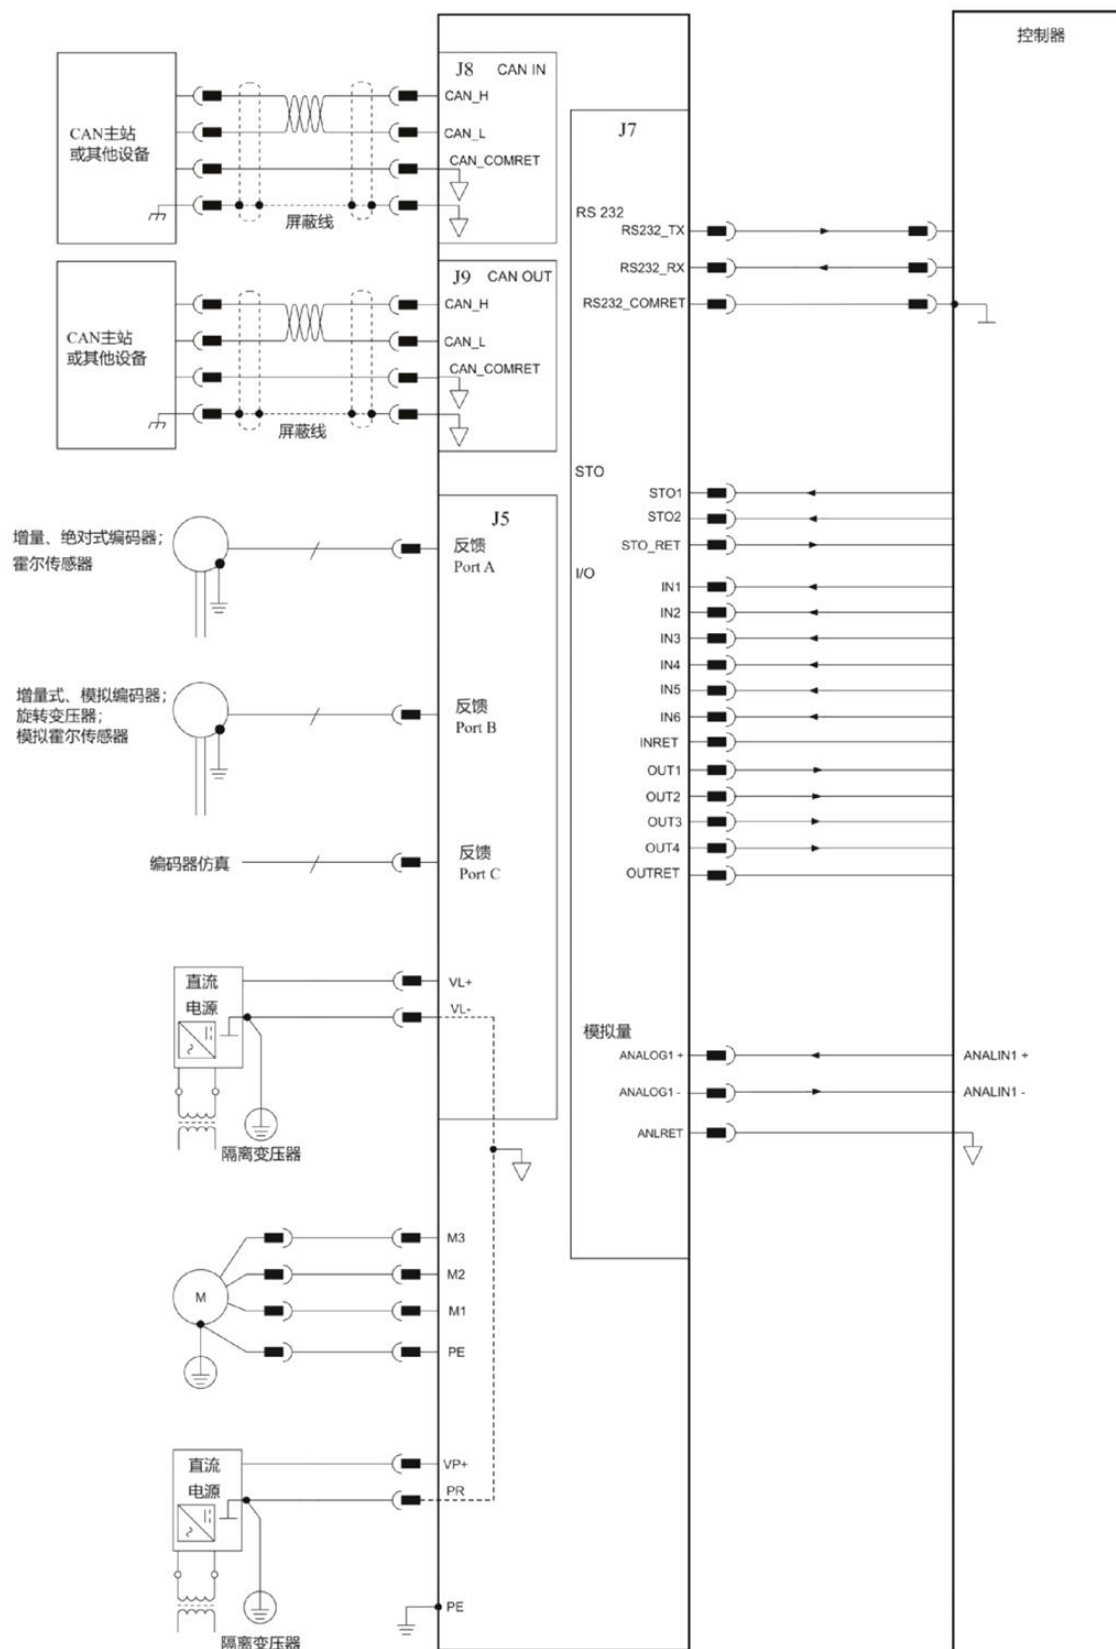 控制器
J8 CAN IN
CAN_H
CAN_L
CAN_COMRET
CAN主站
或其他设备
屏蔽线
J9 CAN OUT
CAN_H
CAN_L
CAN_COMRET
CAN主站
或其他设备
屏蔽线
J5
增量、绝对式编码器；
霍尔传感器
反馈
Port A
增量式、模拟编码器；
旋转变压器；
模拟霍尔传感器
反馈
Port B
编码器仿真
反馈
Port C
直流
电源
VL+
VL-
隔离变压器
M
M3
M2
M1
PE
直流
电源
VP+
PR
隔离变压器
PE
J7
RS 232
RS232_TX
RS232_RX
RS232_COMRET
STO
STO1
STO2
STO_RET
I/O
IN1
IN2
IN3
IN4
IN5
IN6
INRET
OUT1
OUT2
OUT3
OUT4
OUTRET
模拟量
ANALOG1 +
ANALOG1 -
ANLRET
ANALIN1 +
ANALIN1 -